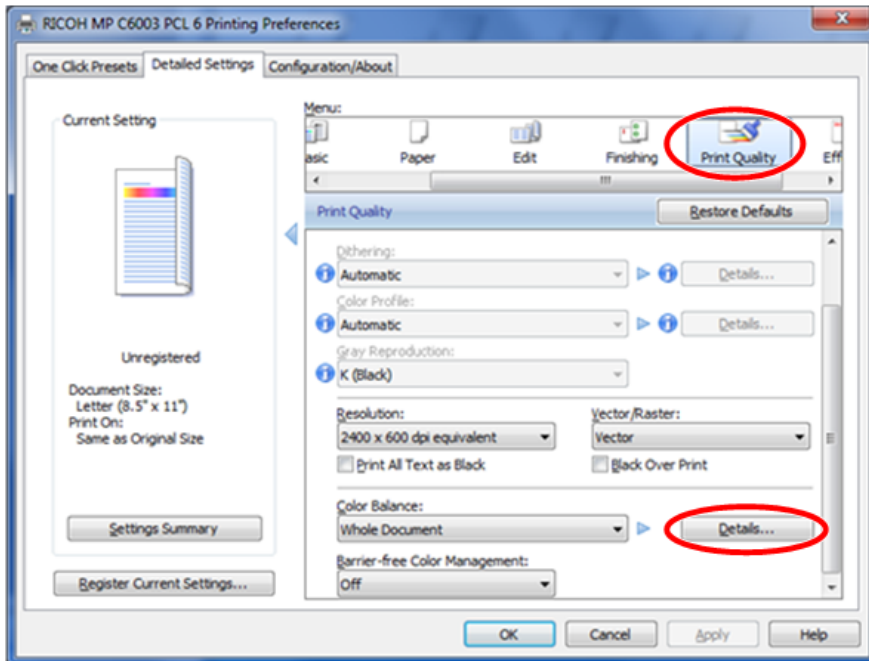 RICOH MP C6003 PCL 6 Printing Preferences
One Click Presets Detailed Settings Configuration/About
Current Setting
Unregistered
Document Size:
Letter (8.5" x 11")
Print On:
Same as Original Size
Settings Summary
Register Current Settings...
Menu:
asic Paper Edit Finishing Print Quality Eff
Print Quality Restore Defaults
Dithering:
Automatic Details...
Color Profile:
Automatic Details...
Gray Reproduction:
K (Black)
Resolution: Vector/Raster:
2400 x 600 dpi equivalent Vector
Print All Text as Black Black Over Print
Color Balance:
Whole Document Details...
Barrier-free Color Management:
Off
OK Cancel Apply Help